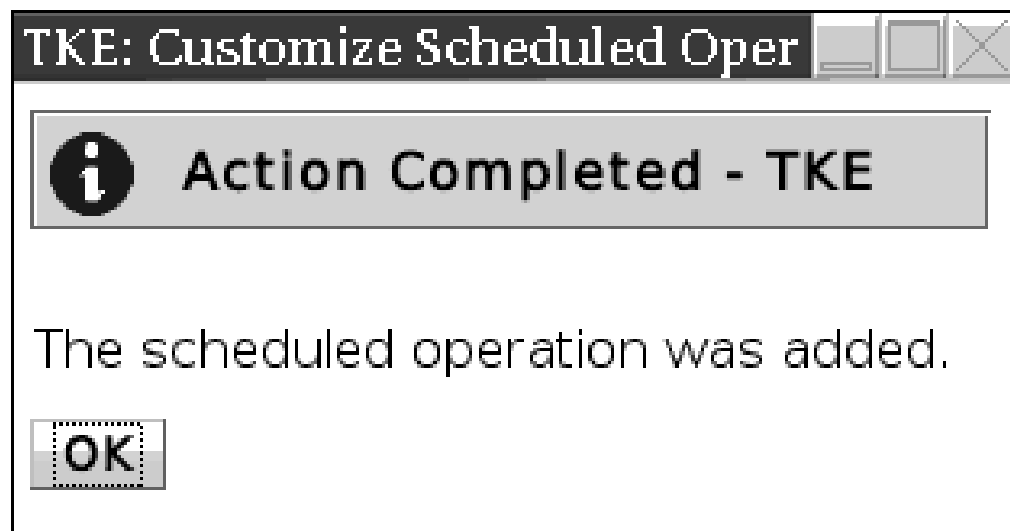 TKE: Customize Scheduled Oper
Action Completed - TKE
The scheduled operation was added.
OK